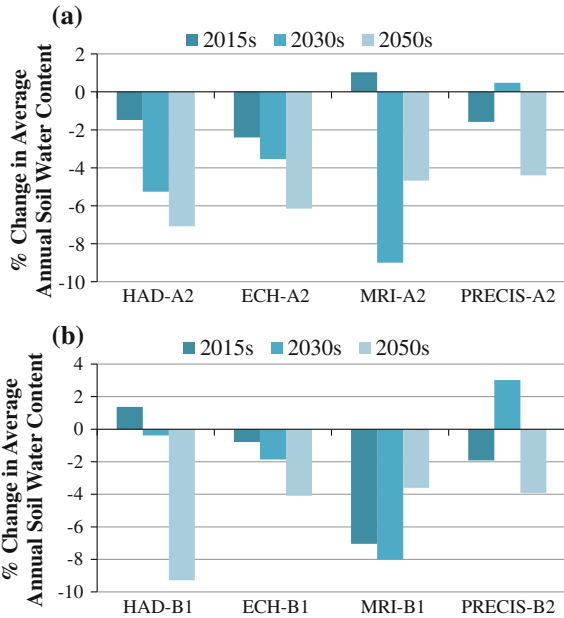 (a)
2015s 2030s 2050s
2
0
-2
-4
-6
-8
-10
% Change in Average
Annual Soil Water Content
HAD-A2 ECH-A2 MRI-A2 PRECIS-A2
(b)
2015s 2030s 2050s
4
2
0
-2
-4
-6
-8
-10
% Change in Average
Annual Soil Water Content
HAD-B1 ECH-B1 MRI-B1 PRECIS-B2